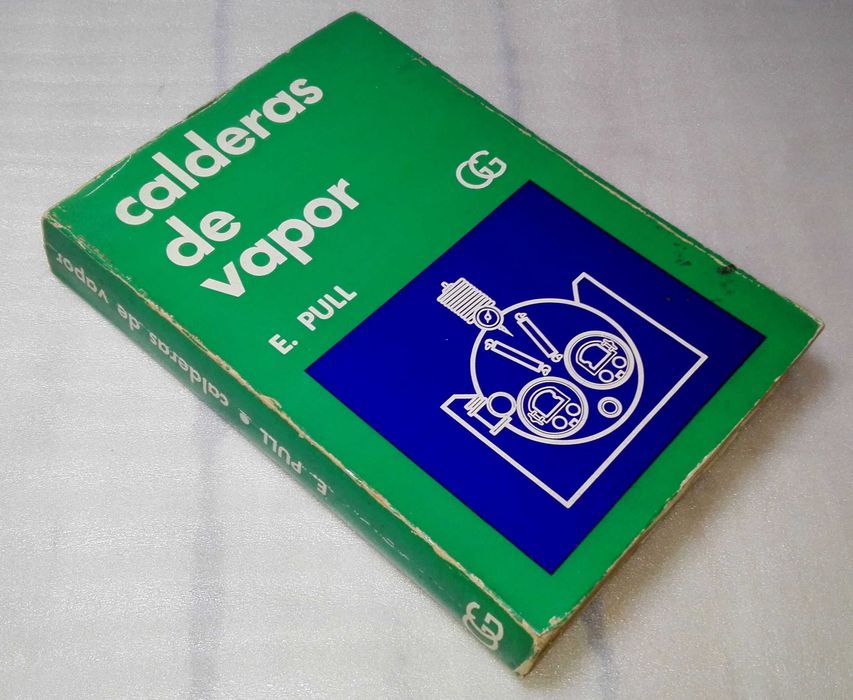 calderas
de
vapor
E. PULL
GG
E. PULL • calderas de vapor
GG